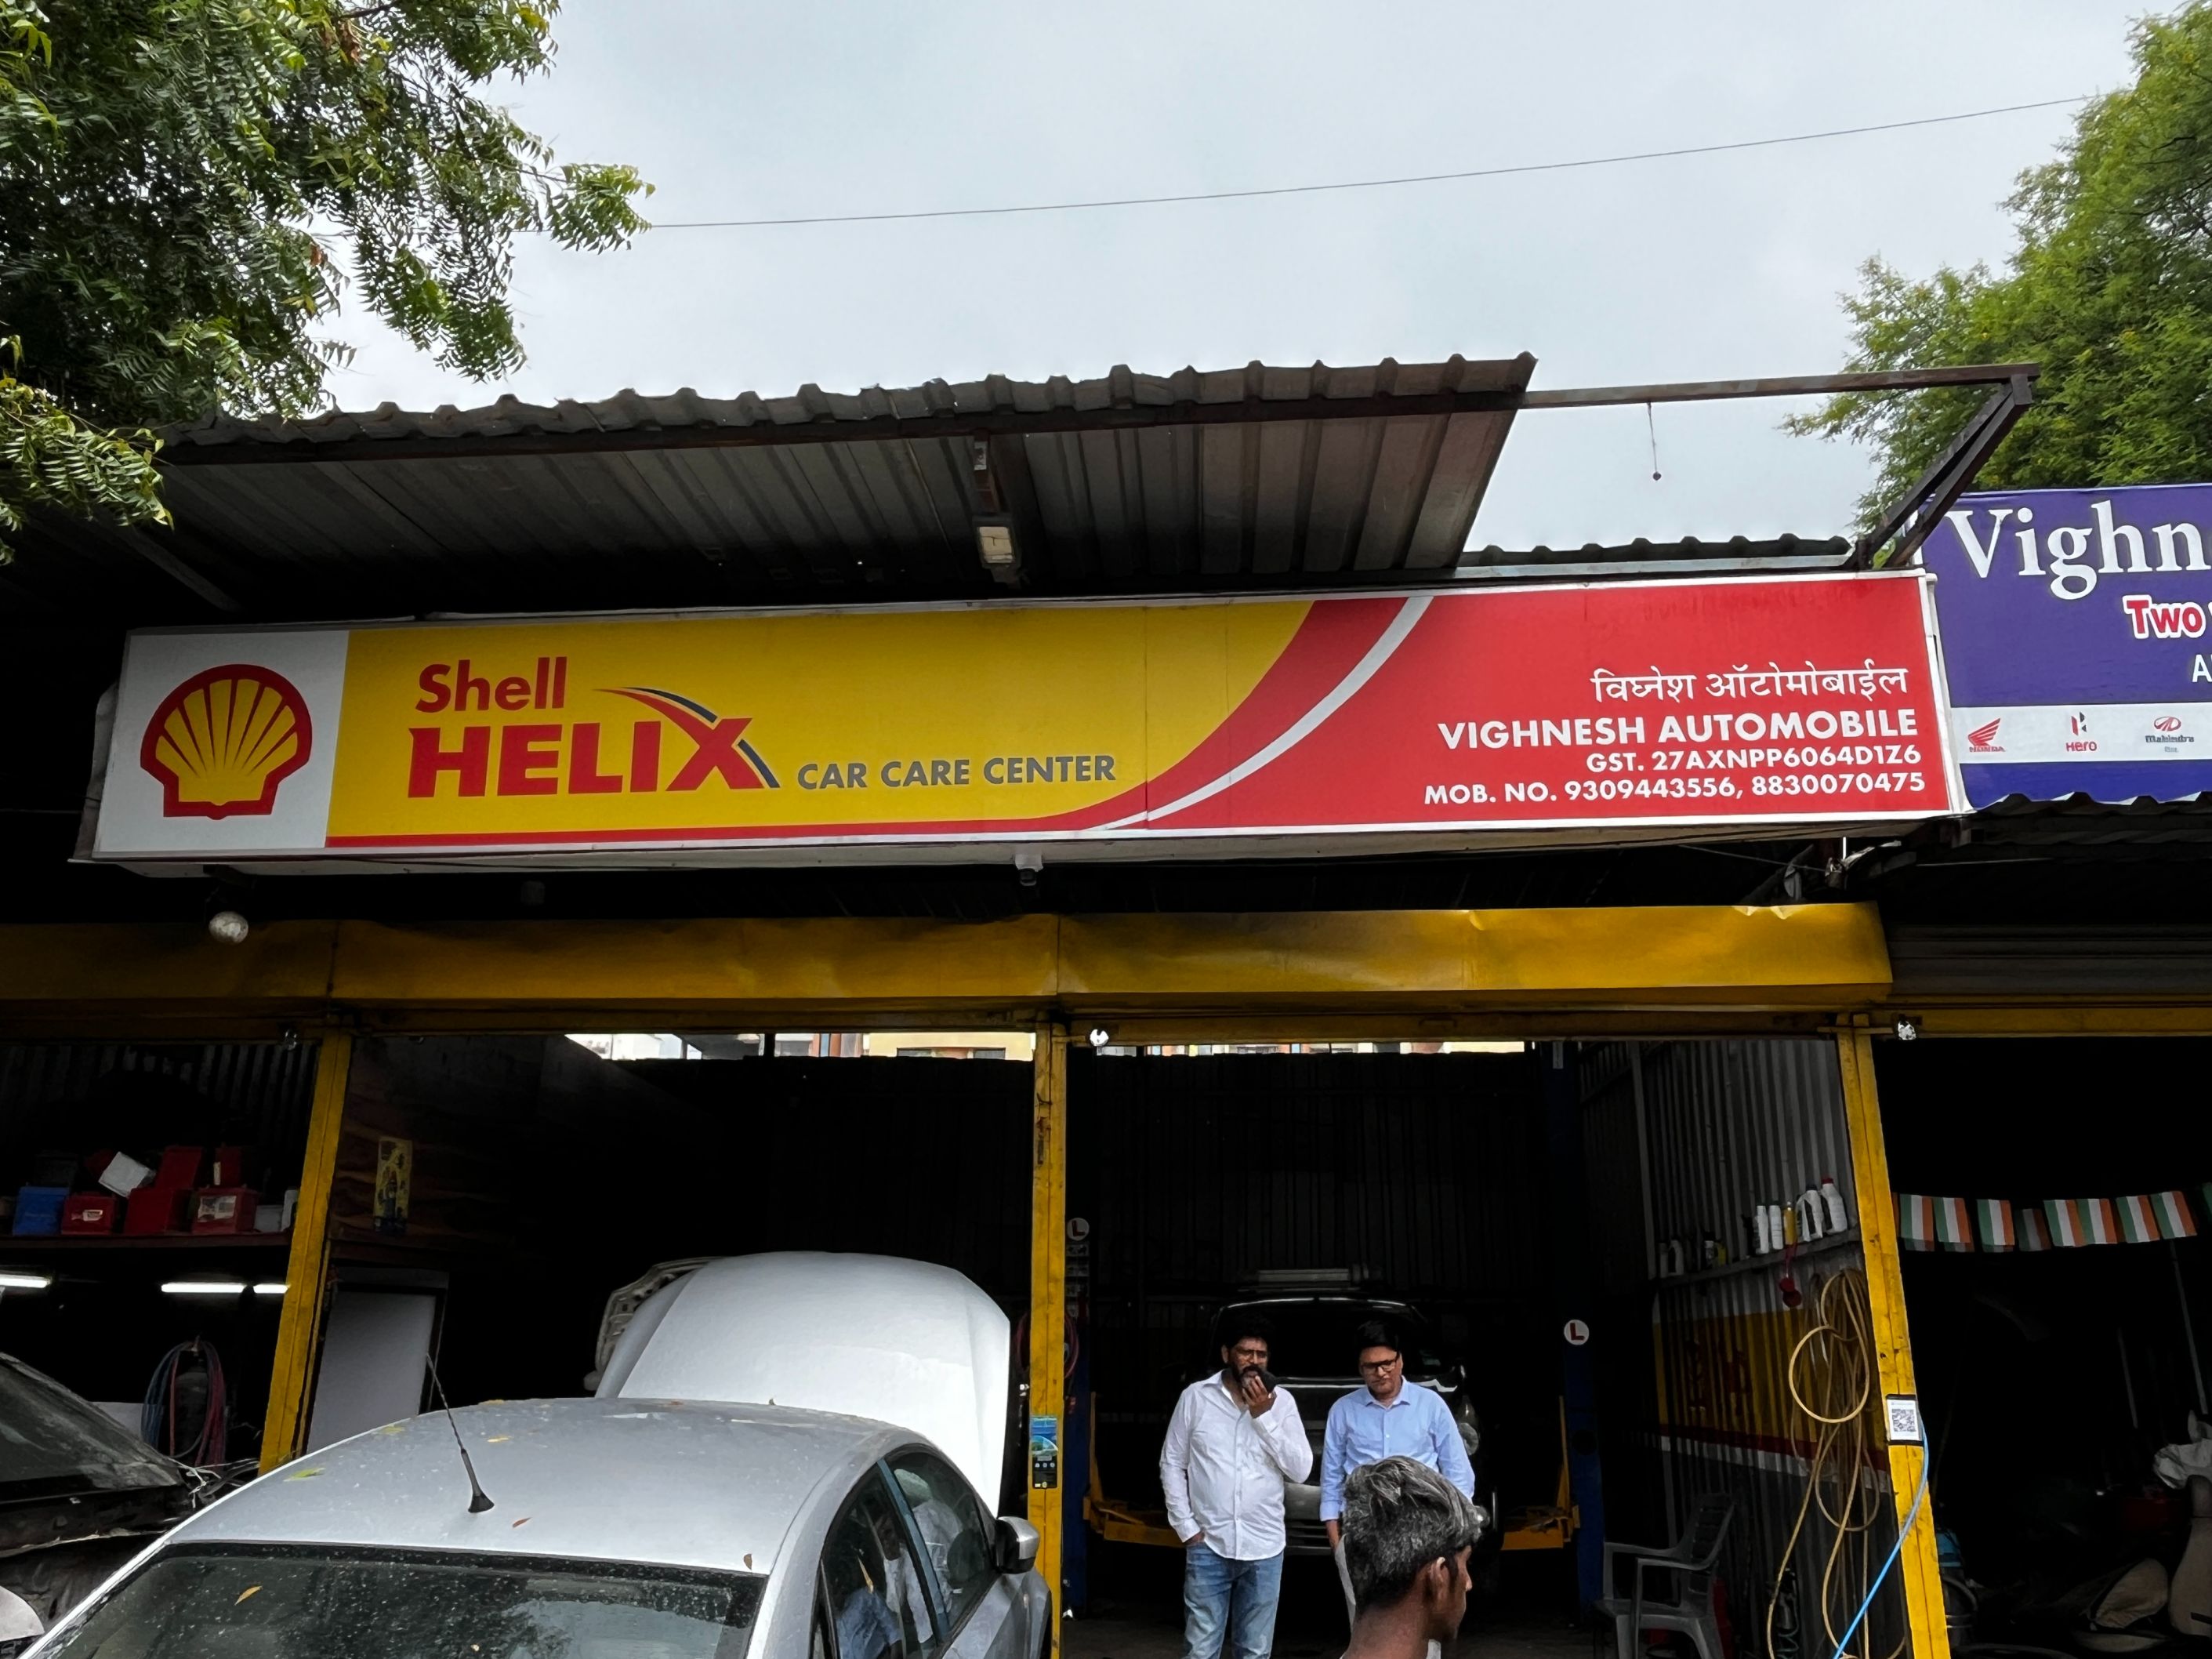 Shell
HELIX CAR CARE CENTER
विघ्नेश ऑटोमोबाईल
VIGHNESH AUTOMOBILE
GST. 27AXNPP6064D1Z6
MOB. NO. 9309443556, 8830070475
Vighn
Two
A
HONDA
Hero
Mahindra
L
L